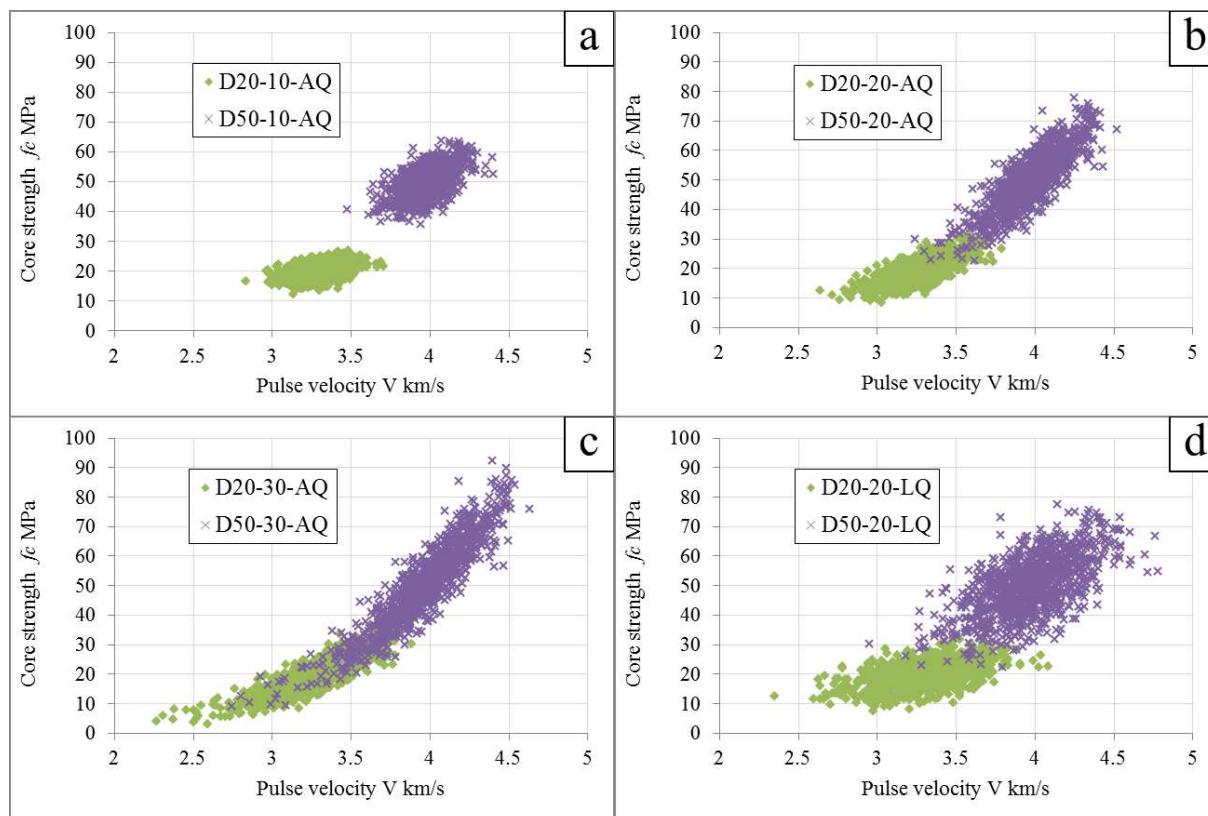 a
100
90
80
70
60
50
40
30
20
10
0
Core strength fc MPa
D20-10-AQ
D50-10-AQ
2 2.5 3 3.5 4 4.5 5
Pulse velocity V km/s
b
100
90
80
70
60
50
40
30
20
10
0
Core strength fc MPa
D20-20-AQ
D50-20-AQ
2 2.5 3 3.5 4 4.5 5
Pulse velocity V km/s
c
100
90
80
70
60
50
40
30
20
10
0
Core strength fc MPa
D20-30-AQ
D50-30-AQ
2 2.5 3 3.5 4 4.5 5
Pulse velocity V km/s
d
100
90
80
70
60
50
40
30
20
10
0
Core strength fc MPa
D20-20-LQ
D50-20-LQ
2 2.5 3 3.5 4 4.5 5
Pulse velocity V km/s